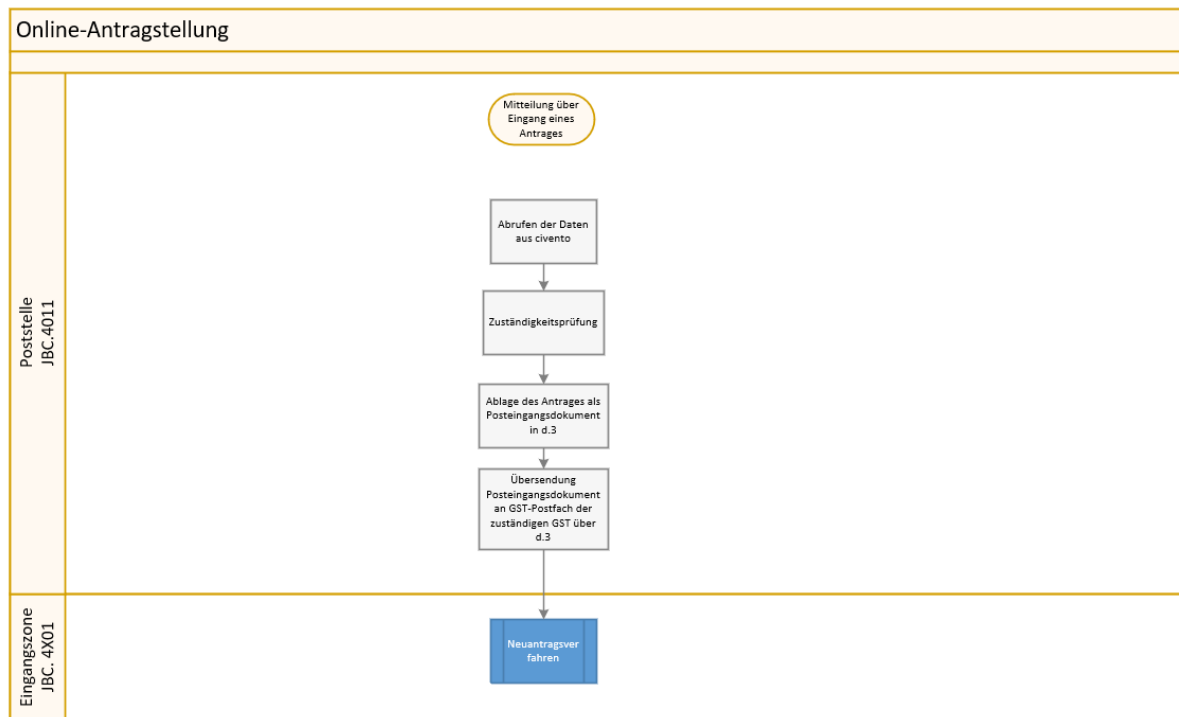 Online-Antragstellung
Poststelle
JBC.4011
Mitteilung über
Eingang eines
Antrages
Abrufen der Daten
aus civento
Zuständigkeitsprüfung
Ablage des Antrages als
Posteingangsdokument
in d.3
Übersendung
Posteingangsdokument
an GST-Postfach der
zuständigen GST über
d.3
Eingangszone
JBC. 4X01
Neuantragsver
fahren